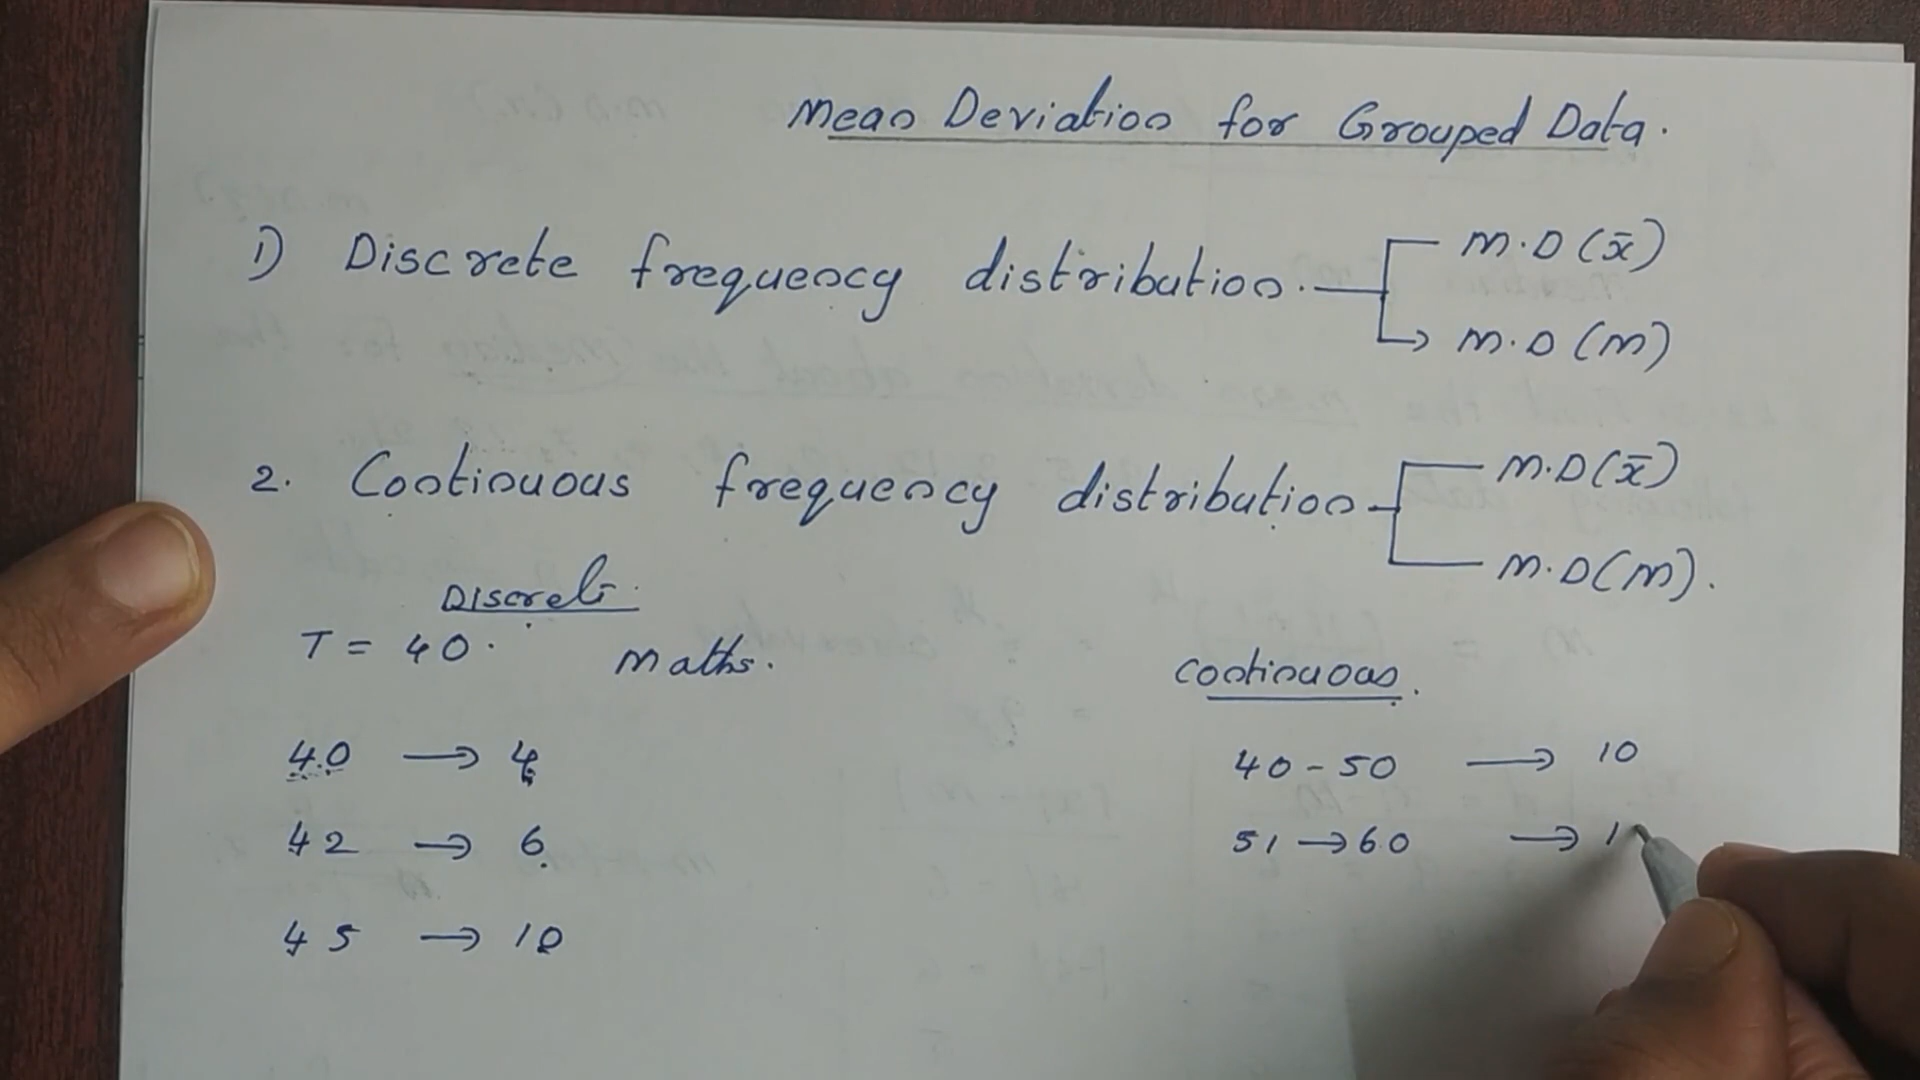 Mean Deviation for Grouped Data.
1) Discrete frequency distribution. M.D (x̄)
→ M.D (M)
2. Continuous frequency distribution M.D(x̄)
M.D(M).
Discrete
T = 40. Maths.
Continuous.
40 → 4
40 - 50 → 10
42 → 6
51 → 60 → 1
45 → 10